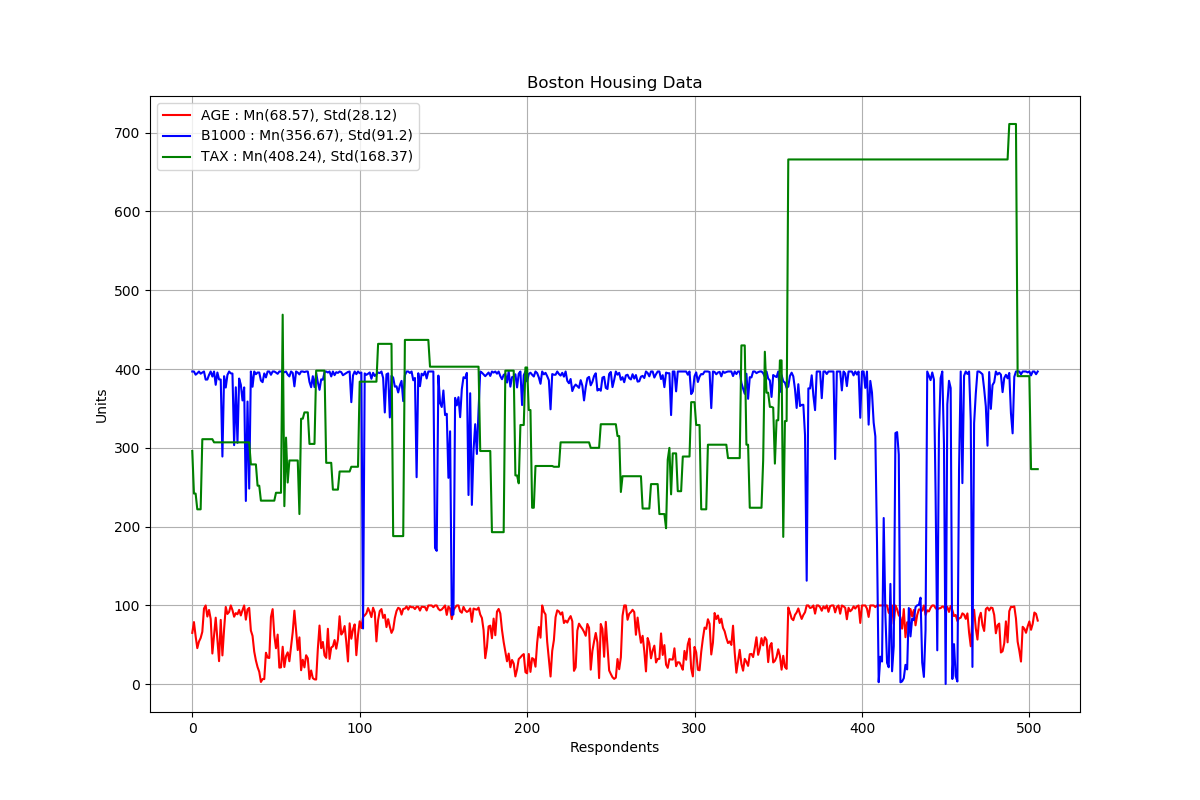 Boston Housing Data
AGE : Mn(68.57), Std(28.12)
B1000 : Mn(356.67), Std(91.2)
TAX : Mn(408.24), Std(168.37)
700
600
500
400
300
200
100
0
Units
0 100 200 300 400 500
Respondents